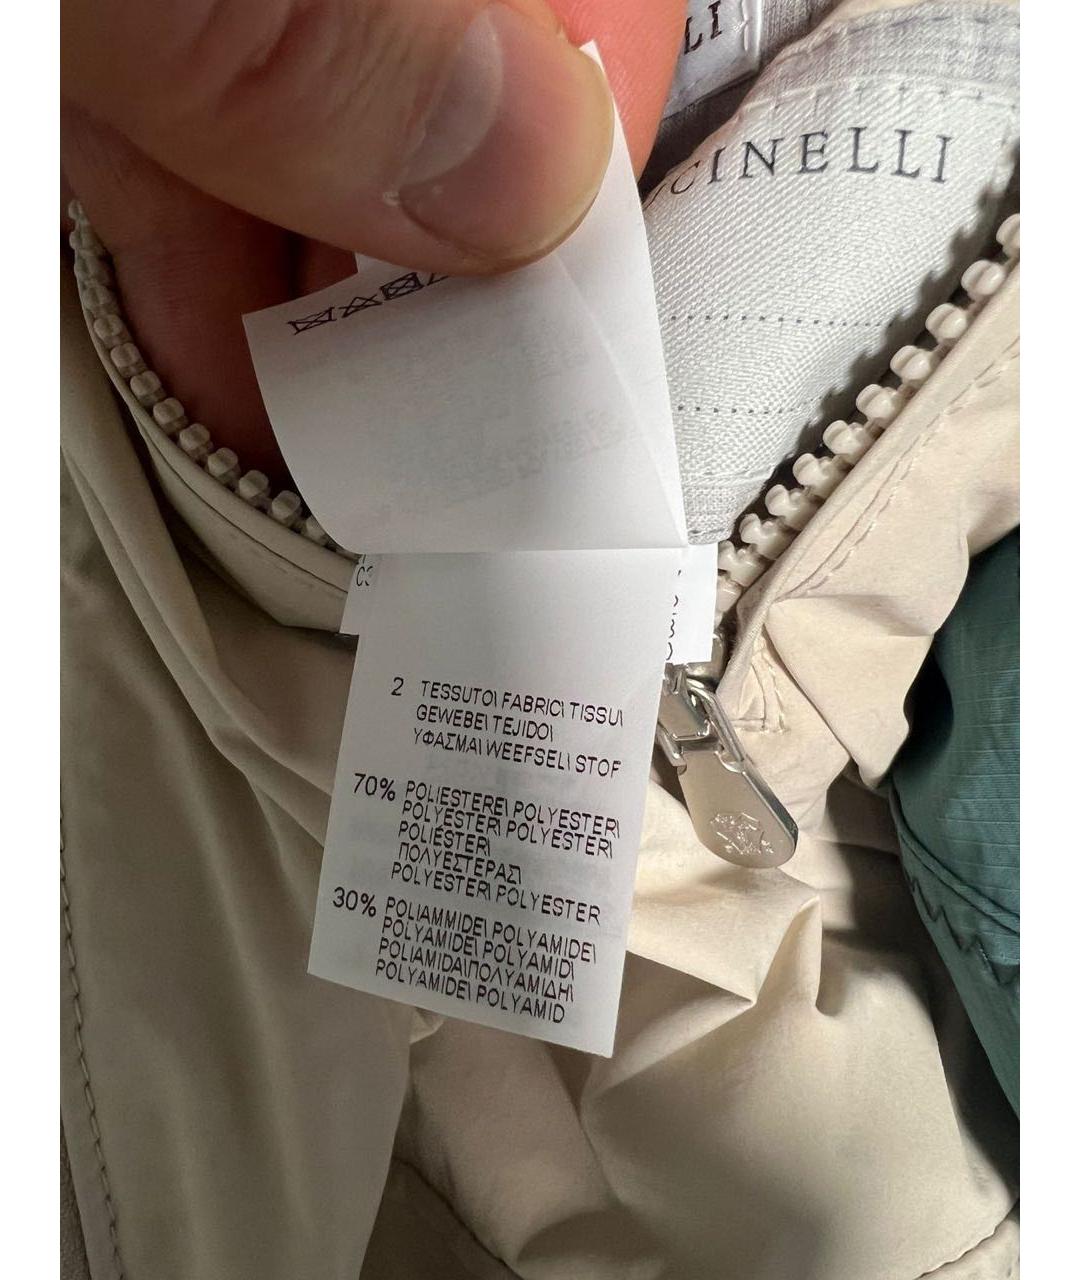 LLI
CINELLI
2 TESSUTO\ FABRIC\ TISSU\
GEWEBE\ TEJIDO\
ΥΦΑΣΜΑ\ WEEFSEL\ STOF
70% POLIESTERE\ POLYESTER\
POLYESTER\ POLYESTER\
POLIÉSTER\
ΠΟΛΥΕΣΤΕΡΑΣ\
POLYESTER\ POLYESTER
30% POLIAMMIDE\ POLYAMIDE\
POLYAMIDE\ POLYAMID\
POLIAMIDA\ΠΟΛΥΑΜΙΔΗ\
POLYAMIDE\ POLYAMID